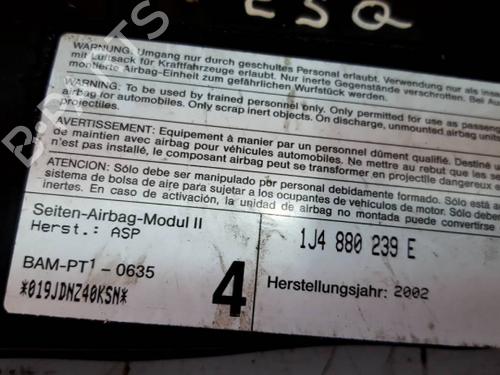 ESQ
WARNUNG: Umgang nur durch geschultes Personal erlaubt. Verwendung nur als
mit Luftsack für Kraftfahrzeuge erlaubt. Nur inerte Gegenstände verschrotten. Bei
montierte Airbag-Einheit zum gefährlichen Wurfstück werden.
WARNING: To be used by trained personnel only. Only permitted for use as
airbag for automobiles. Only scrap inert objects. On discharge, unmounted airbag units
projectiles.
AVERTISSEMENT: Equipement à manier par un personnel dûment qualifié. Destiné
de maintien avec airbag pour véhicules automobiles. Ne mettre au rebut que les
n'est pas installé, le composant airbag peut se transformer en projectile dangereux
ATENCION: Sólo debe ser manipulado por personal debidamente formado. Sólo
sistema de bolsa de aire para sujetar a los ocupantes de vehículos de motor. Sólo debe
inertes. En caso de activación, la unidad de airbag no montada puede convertirse
Seiten-Airbag-Modul II
Herst.: ASP
1J4 880 239 E
BAM-PT1 - 0635
4
*019JDNZ40KSN*
Herstellungsjahr: 2002